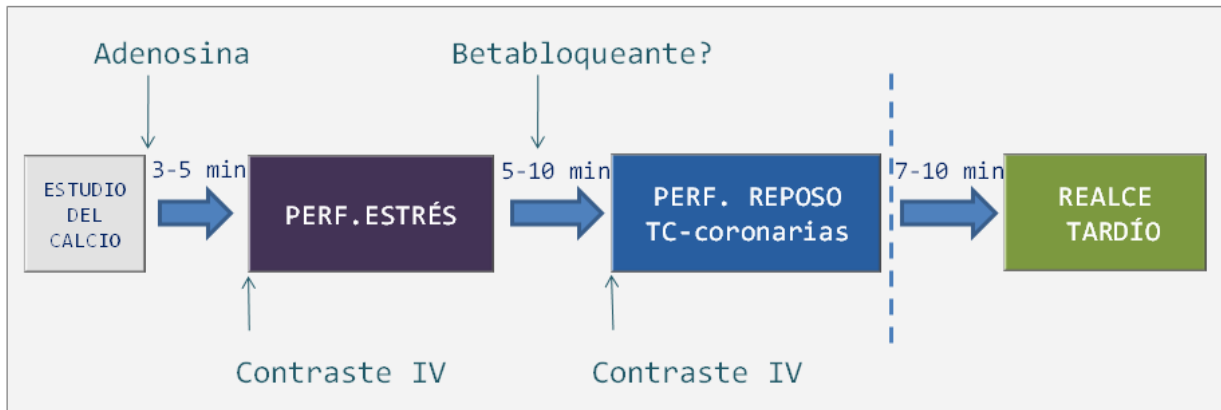 Adenosina
Betabloqueante?
ESTUDIO
DEL
CALCIO
3-5 min
PERF.ESTRÉS
5-10 min
PERF. REPOSO
TC-coronarias
7-10 min
REALCE
TARDÍO
Contraste IV
Contraste IV